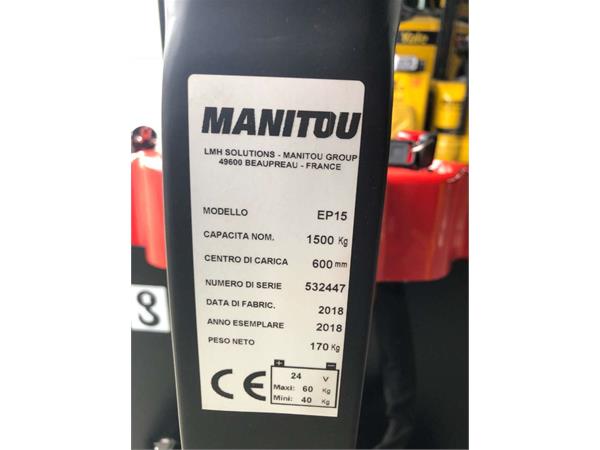 MANITOU
LMH SOLUTIONS - MANITOU GROUP
49600 BEAUPREAU - FRANCE
MODELLO EP15
CAPACITA NOM. 1500 Kg
CENTRO DI CARICA 600 mm
NUMERO DI SERIE 532447
DATA DI FABRIC. 2018
ANNO ESEMPLARE 2018
PESO NETO 170 Kg
+ -
CE 24 V
Maxi: 60 Kg
Mini: 40 Kg
8